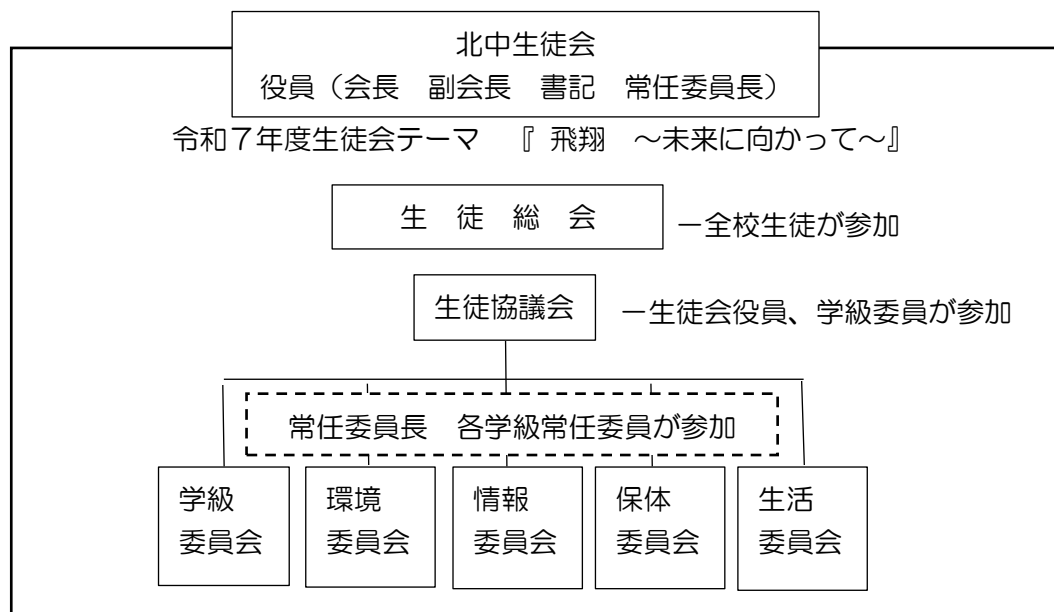 北中生徒会
役員（会長　副会長　書記　常任委員長）
令和７年度生徒会テーマ　『 飛翔　～未来に向かって～』
生　徒　総　会
－全校生徒が参加
生徒協議会
－生徒会役員、学級委員が参加
常任委員長　各学級常任委員が参加
学級
委員会
環境
委員会
情報
委員会
保体
委員会
生活
委員会